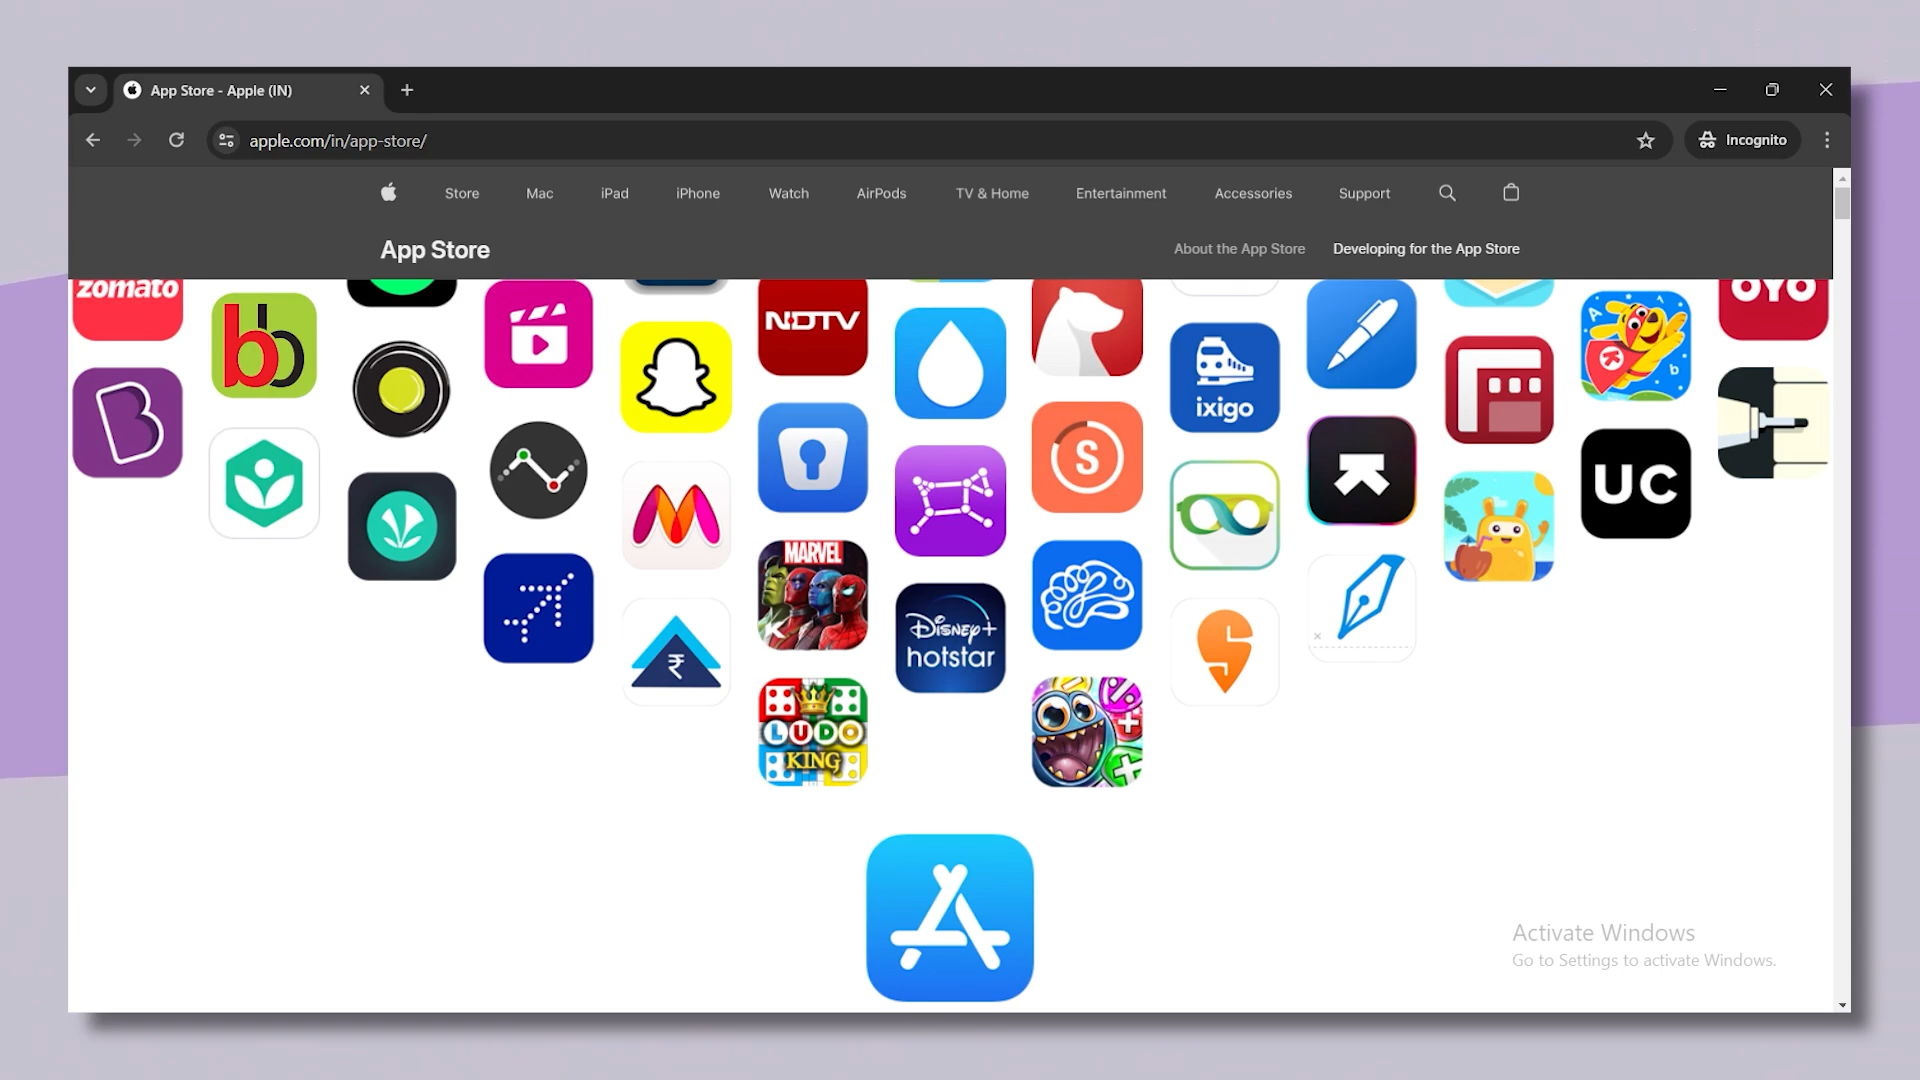 App Store - Apple (IN)
apple.com/in/app-store/
Incognito
Store Mac iPad iPhone Watch AirPods TV & Home Entertainment Accessories Support
App Store
About the App Store Developing for the App Store
zomato
OYO
NDTV
A
b
bb
ixigo
B
S
UC
MARVEL
K
DISNEY+
hotstar
₹
×
LUDO
KING
Activate Windows
Go to Settings to activate Windows.